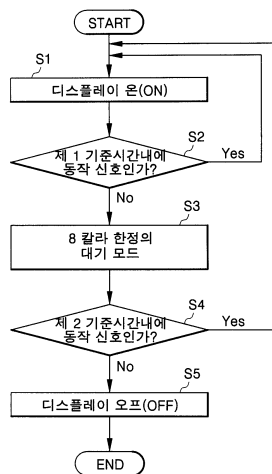 START
S1
디스플레이 온(ON)
S2
제 1 기준시간내에
동작 신호인가?
Yes
No
S3
8 칼라 한정의
대기 모드
S4
제 2 기준시간내에
동작 신호인가?
Yes
No
S5
디스플레이 오프(OFF)
END